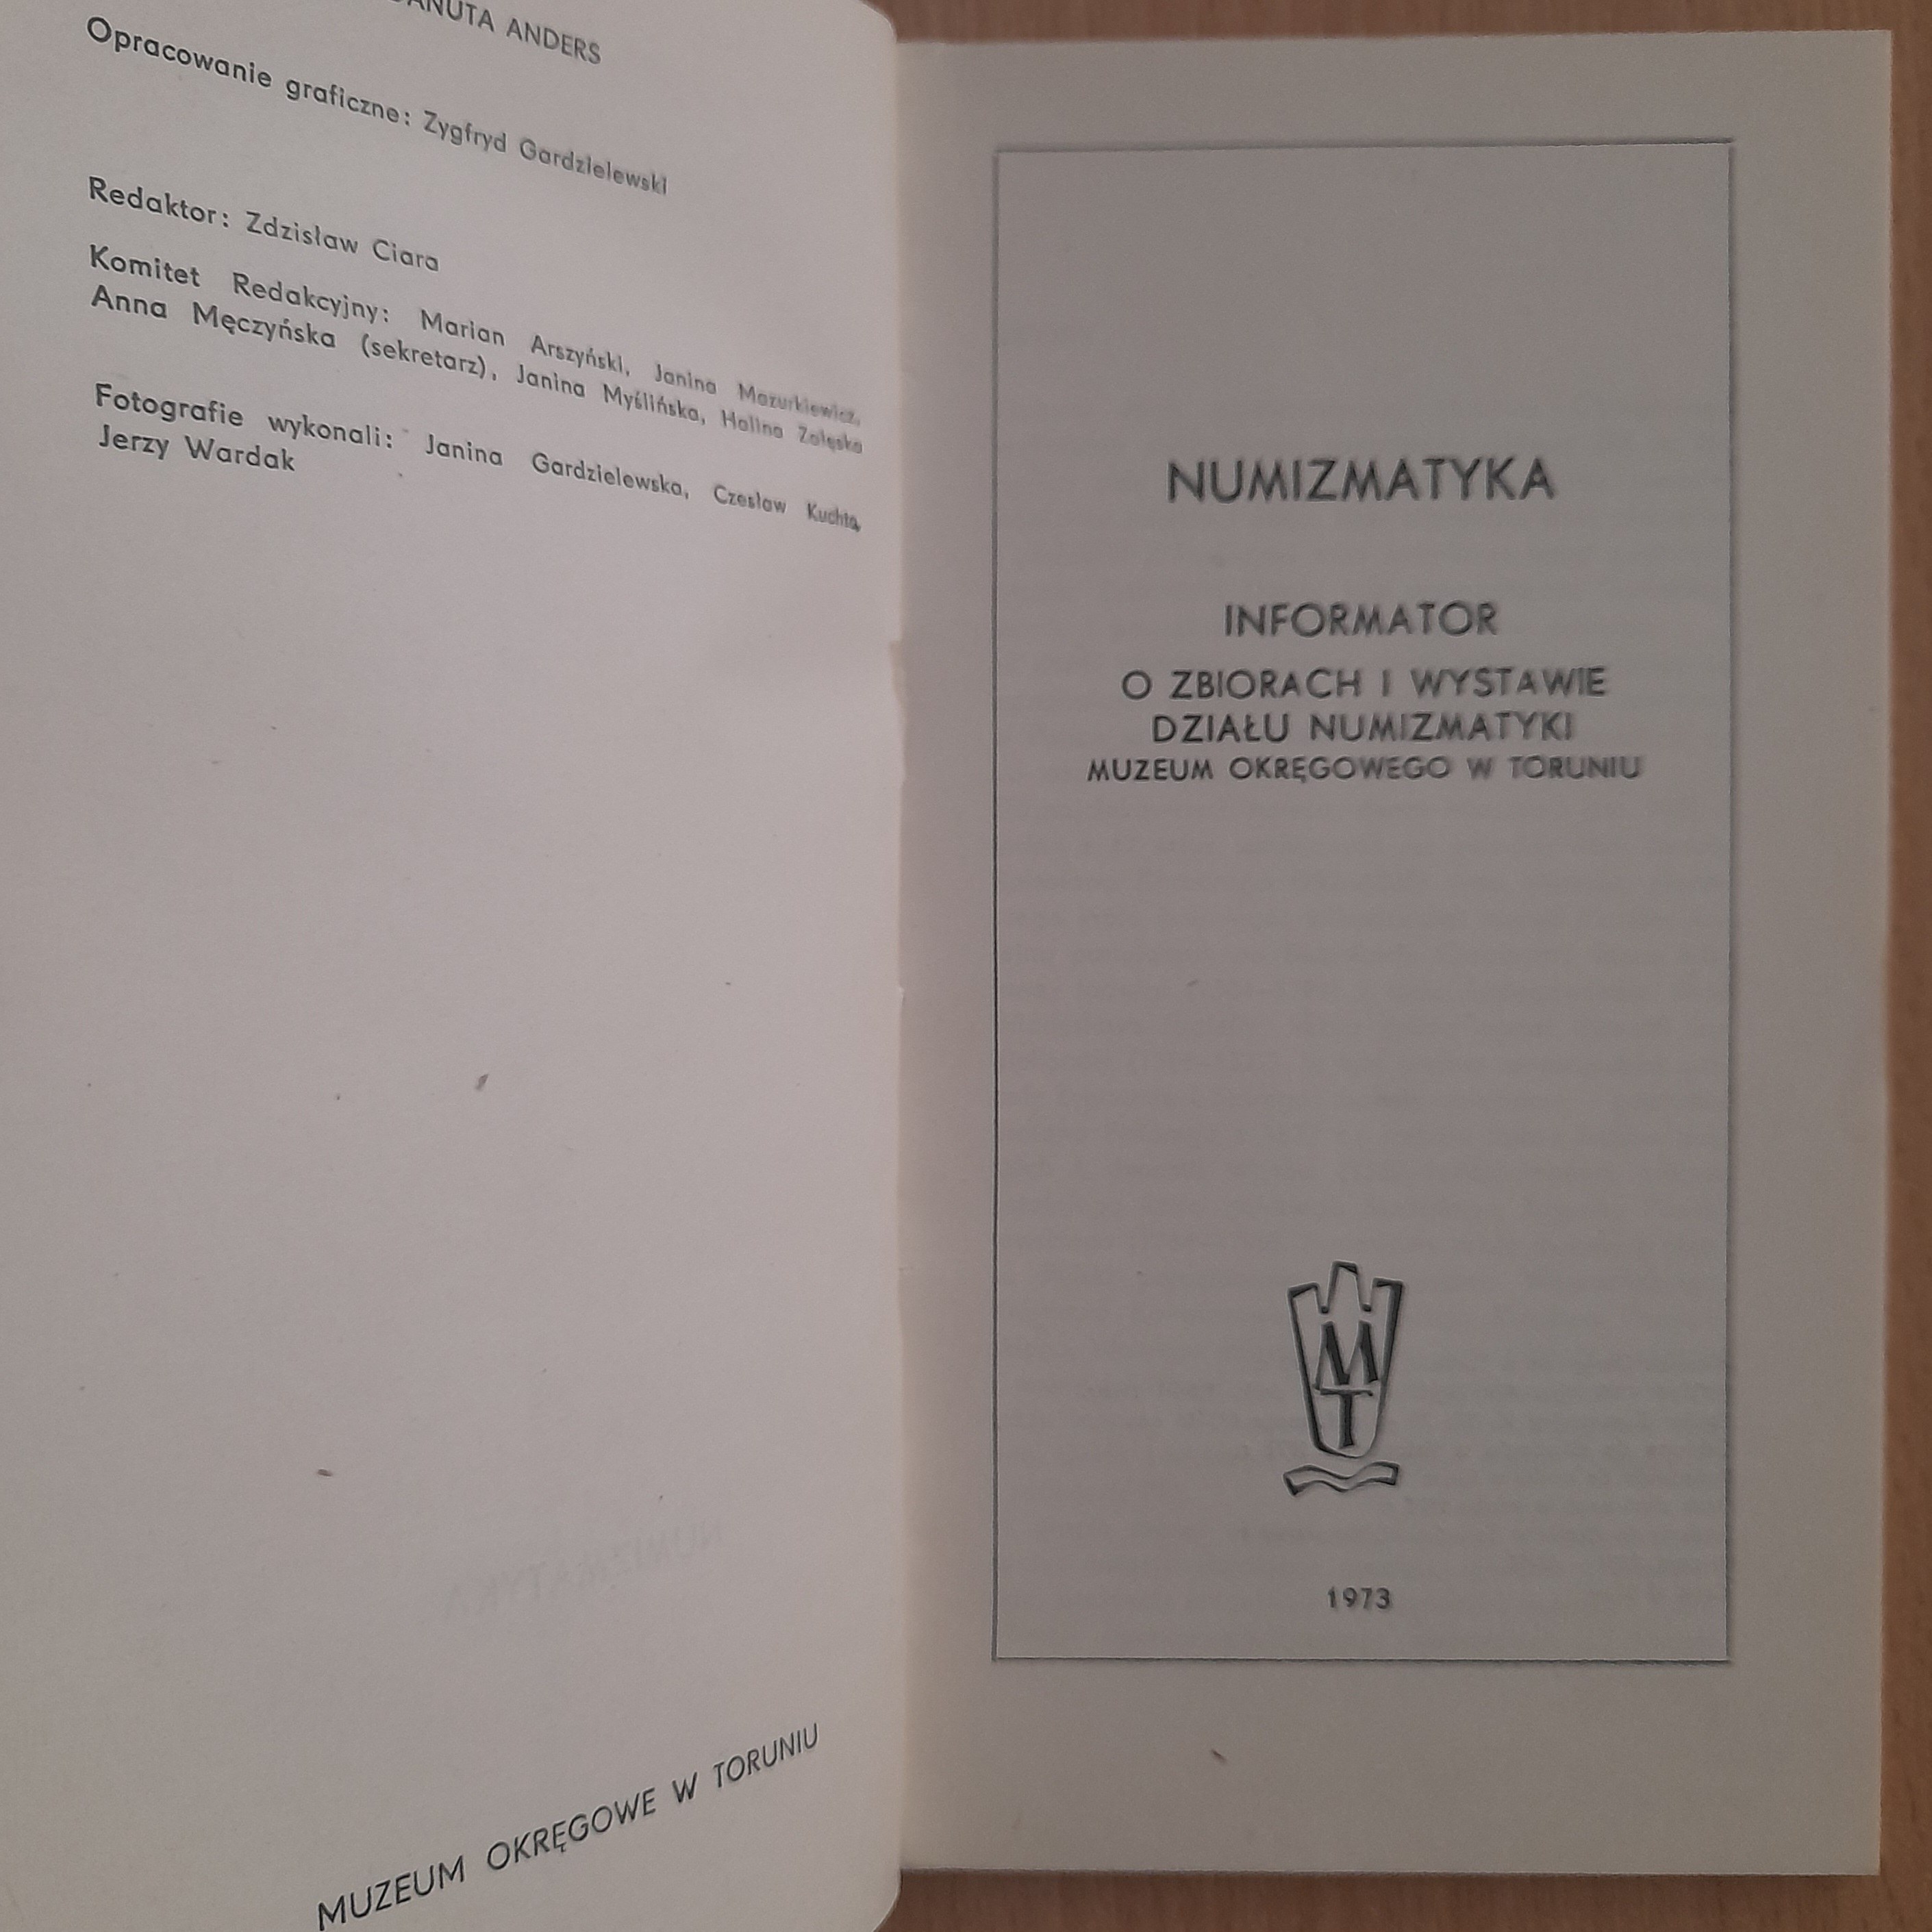 ANUTA ANDERS
Opracowanie graficzne: Zygfryd Gardzielewski
Redaktor: Zdzisław Ciara
Komitet Redakcyjny: Marian Arszyński, Janina Mazurkiewicz,
Anna Męczyńska (sekretarz), Janina Myślińska, Halina Załęska
Fotografie wykonali: Janina Gardzielewska, Czesław Kuchta,
Jerzy Wardak
MUZEUM OKRĘGOWE W TORUNIU
NUMIZMATYKA
INFORMATOR
O ZBIORACH I WYSTAWIE
DZIAŁU NUMIZMATYKI
MUZEUM OKRĘGOWEGO W TORUNIU
M
T
1973